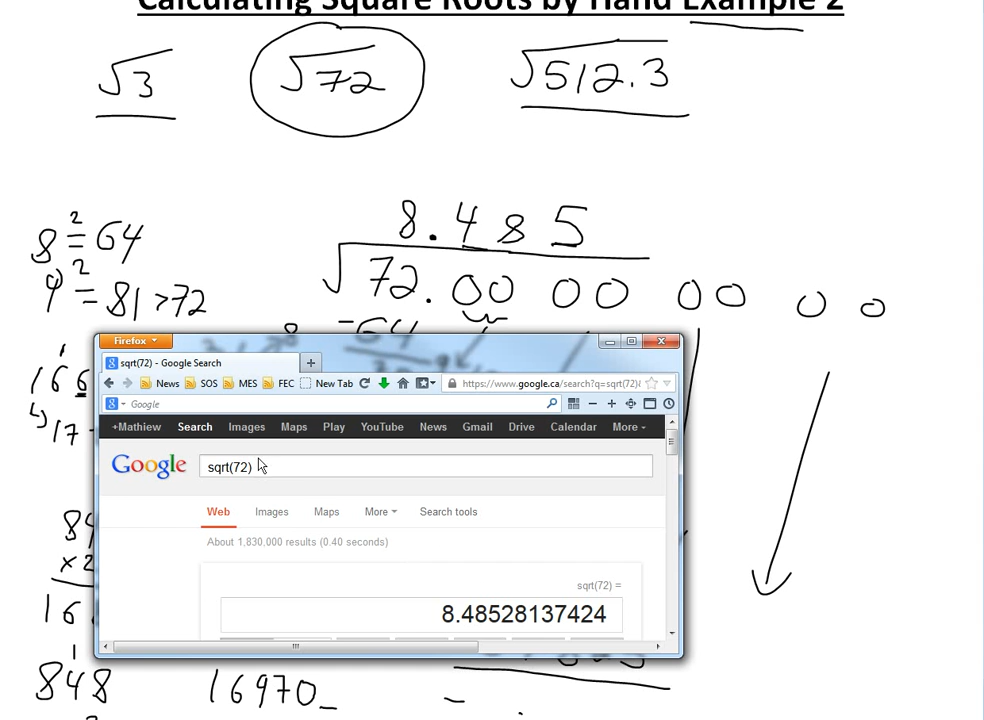 Calculating Square Roots by Hand Example 2
√3 √72 √512.3
8.485
8² = 64
√72.00 00 00 00
9² = 81 > 72
-64
Firefox
sqrt(72) - Google Search
News SOS MES FEC New Tab https://www.google.ca/search?q=sqrt(72)
Google
+Mathiew Search Images Maps Play YouTube News Gmail Drive Calendar More
Google sqrt(72)
Web Images Maps More Search tools
About 1,830,000 results (0.40 seconds)
sqrt(72) =
8.48528137424
848 16970_